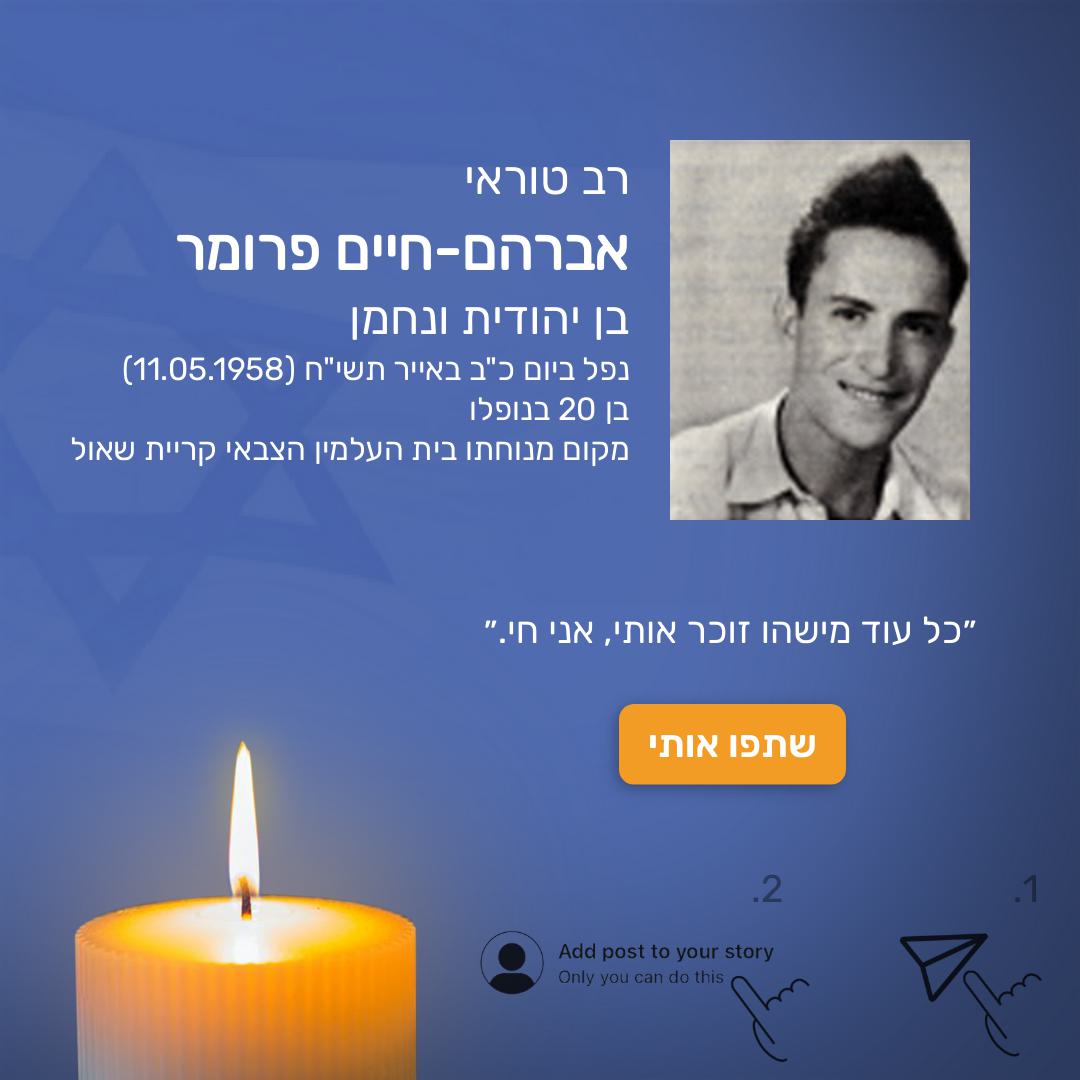 רב טוראי
אברהם-חיים פרומר
בן יהודית ונחמן
נפל ביום כ"ב באייר תשי"ח (11.05.1958)
בן 20 בנופלו
מקום מנוחתו בית העלמין הצבאי קריית שאול
״כל עוד מישהו זוכר אותי, אני חי.״
שתפו אותי
.1
.2
Add post to your story
Only you can do this